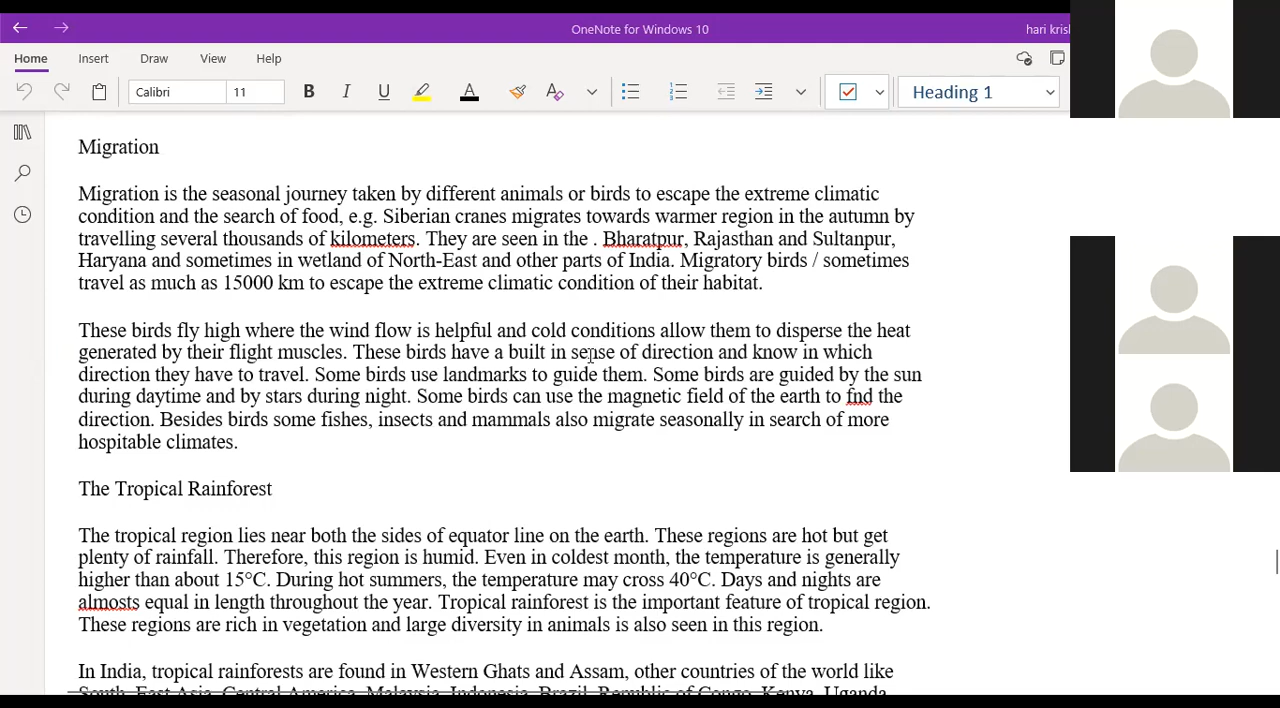 OneNote for Windows 10
hari krish
Home Insert Draw View Help
Calibri 11 B I U A Heading 1
Migration
Migration is the seasonal journey taken by different animals or birds to escape the extreme climatic
condition and the search of food, e.g. Siberian cranes migrates towards warmer region in the autumn by
travelling several thousands of kilometers. They are seen in the . Bharatpur, Rajasthan and Sultanpur,
Haryana and sometimes in wetland of North-East and other parts of India. Migratory birds / sometimes
travel as much as 15000 km to escape the extreme climatic condition of their habitat.
These birds fly high where the wind flow is helpful and cold conditions allow them to disperse the heat
generated by their flight muscles. These birds have a built in sense of direction and know in which
direction they have to travel. Some birds use landmarks to guide them. Some birds are guided by the sun
during daytime and by stars during night. Some birds can use the magnetic field of the earth to fnd the
direction. Besides birds some fishes, insects and mammals also migrate seasonally in search of more
hospitable climates.
The Tropical Rainforest
The tropical region lies near both the sides of equator line on the earth. These regions are hot but get
plenty of rainfall. Therefore, this region is humid. Even in coldest month, the temperature is generally
higher than about 15°C. During hot summers, the temperature may cross 40°C. Days and nights are
almosts equal in length throughout the year. Tropical rainforest is the important feature of tropical region.
These regions are rich in vegetation and large diversity in animals is also seen in this region.
In India, tropical rainforests are found in Western Ghats and Assam, other countries of the world like
South, East Asia, Central America, Malaysia, Indonesia, Brazil, Republic of Congo, Kenya, Uganda